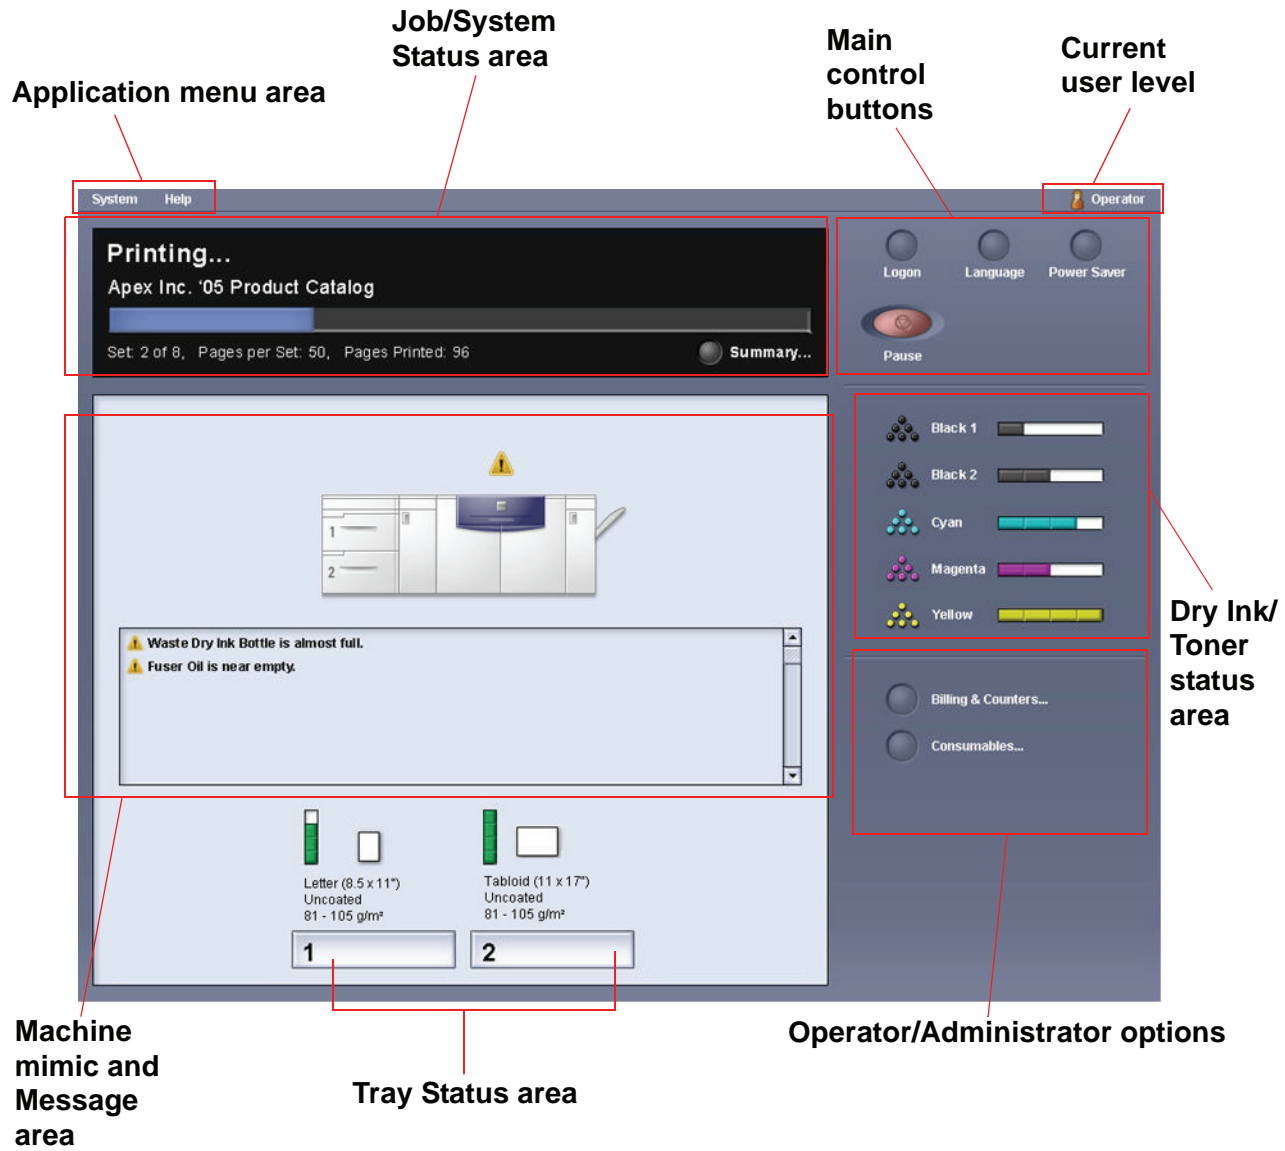 Job/System
Status area
Main
control
buttons
Current
user level
Application menu area
System Help
Operator
Printing...
Apex Inc. ‘05 Product Catalog
Set: 2 of 8, Pages per Set: 50, Pages Printed: 96
Summary...
Logon Language Power Saver
Pause
Black 1
Black 2
Cyan
Magenta
Yellow
1
2
Waste Dry Ink Bottle is almost full.
Fuser Oil is near empty.
Dry Ink/
Toner
status
area
Billing & Counters...
Consumables...
Letter (8.5 x 11")
Uncoated
81 - 105 g/m²
1
Tabloid (11 x 17")
Uncoated
81 - 105 g/m²
2
Machine
mimic and
Message
area
Tray Status area
Operator/Administrator options